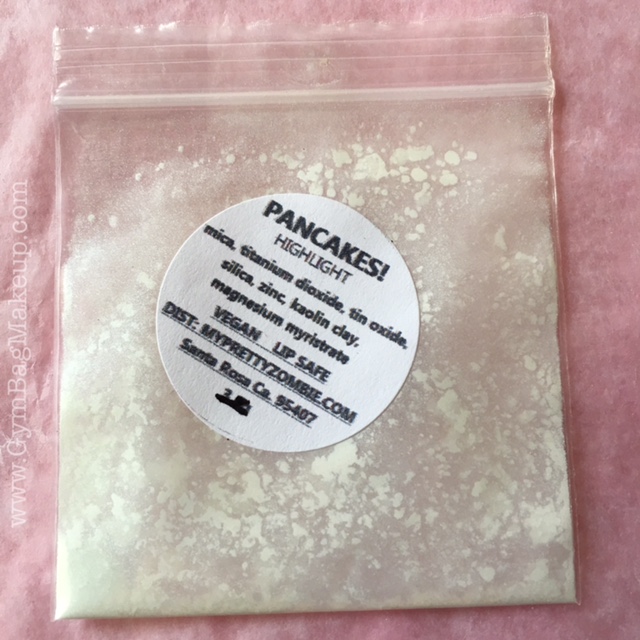 PANCAKES!
HIGHLIGHT
mica, titanium dioxide, tin oxide,
silica, zinc, kaolin clay,
magnesium myristrate
VEGAN LIP SAFE
DIST: MYPRETTYZOMBIE.COM
Santa Rosa Ca. 95407
www.GymBagMakeup.com